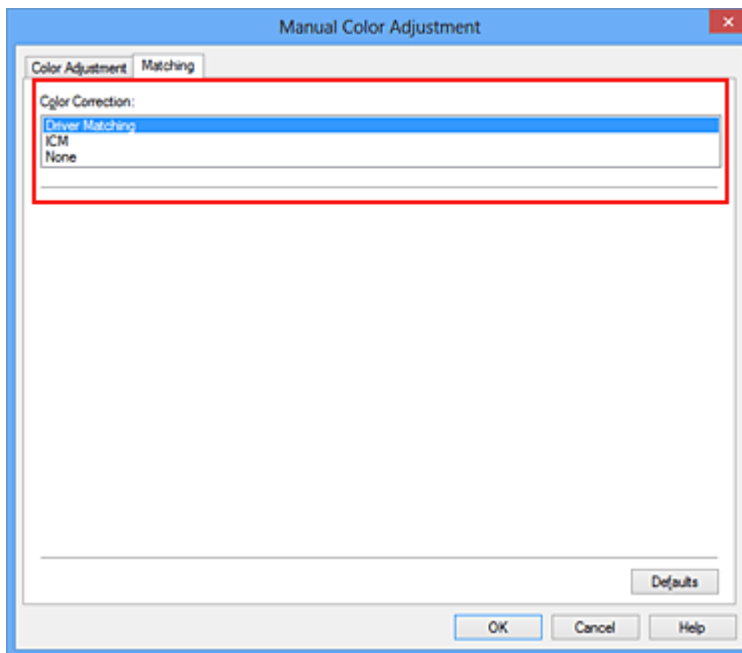 Manual Color Adjustment
Color Adjustment Matching
Color Correction:
Driver Matching
ICM
None
Defaults
OK Cancel Help